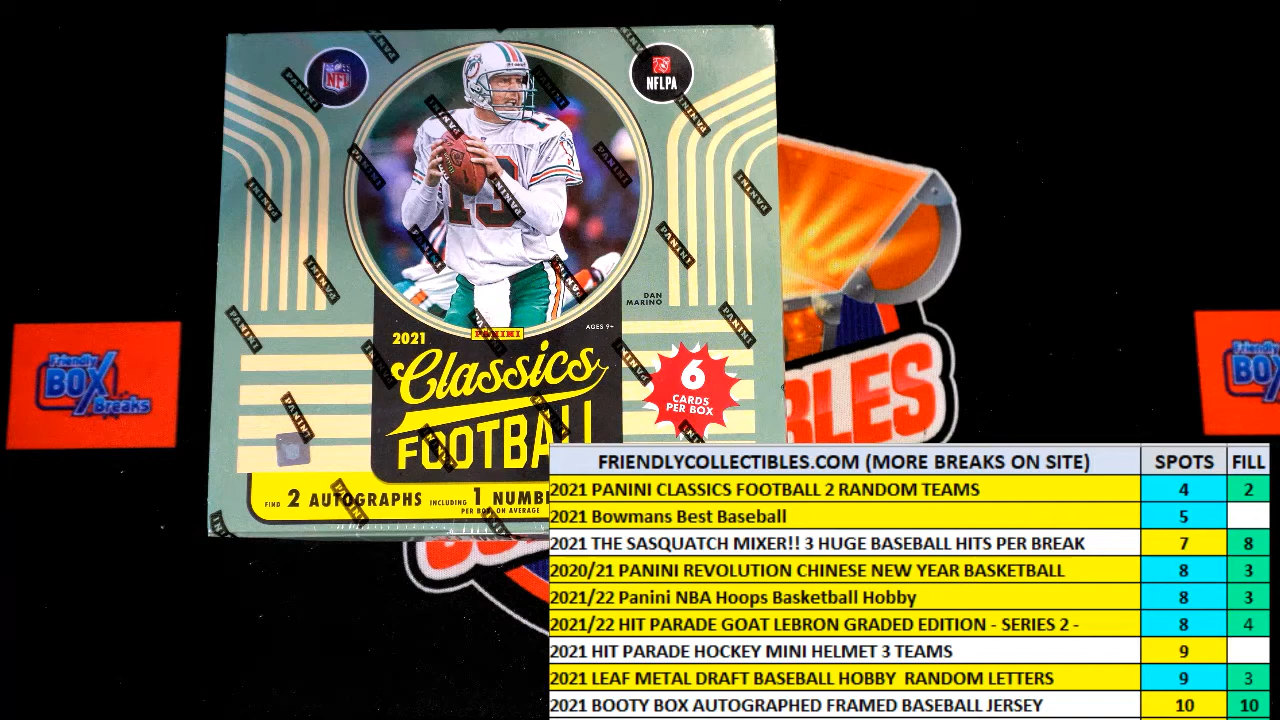 NFL
NFLPA
13
DAN
MARINO
AGES 9+
PANINI
2021
Classics
FOOTBALL
6
CARDS
PER BOX
FIND 2 AUTOGRAPHS INCLUDING 1
PER BOX ON AVERAGE
Friendly
BOX
Breaks
Friendly
BLES
FRIENDLYCOLLECTIBLES.COM (MORE BREAKS ON SITE) SPOTS FILL
2021 PANINI CLASSICS FOOTBALL 2 RANDOM TEAMS 4 2
2021 Bowmans Best Baseball 5
2021 THE SASQUATCH MIXER!! 3 HUGE BASEBALL HITS PER BREAK 7 8
2020/21 PANINI REVOLUTION CHINESE NEW YEAR BASKETBALL 8 3
2021/22 Panini NBA Hoops Basketball Hobby 8 3
2021/22 HIT PARADE GOAT LEBRON GRADED EDITION - SERIES 2 - 8 4
2021 HIT PARADE HOCKEY MINI HELMET 3 TEAMS 9
2021 LEAF METAL DRAFT BASEBALL HOBBY RANDOM LETTERS 9 3
2021 BOOTY BOX AUTOGRAPHED FRAMED BASEBALL JERSEY 10 10